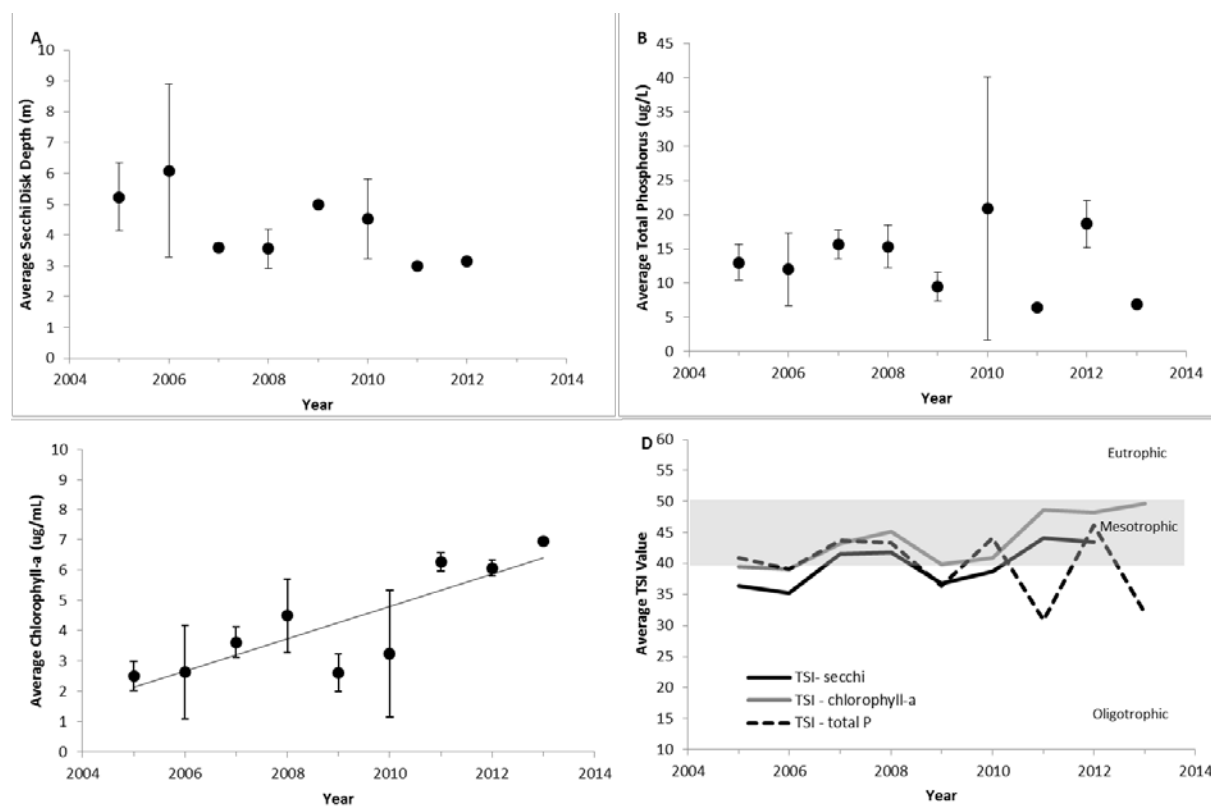 A
Average Secchi Disk Depth (m)
10
9
8
7
6
5
4
3
2
1
0
2004 2006 2008 2010 2012 2014
Year
B
Average Total Phosphorus (ug/L)
45
40
35
30
25
20
15
10
5
0
2004 2006 2008 2010 2012 2014
Year
Average Chlorophyll-a (ug/mL)
10
9
8
7
6
5
4
3
2
1
0
2004 2006 2008 2010 2012 2014
Year
D
Average TSI Value
60
55
50
45
40
35
30
25
20
15
10
Eutrophic
Mesotrophic
Oligotrophic
TSI- secchi
TSI - chlorophyll-a
TSI - total P
2004 2006 2008 2010 2012 2014
Year